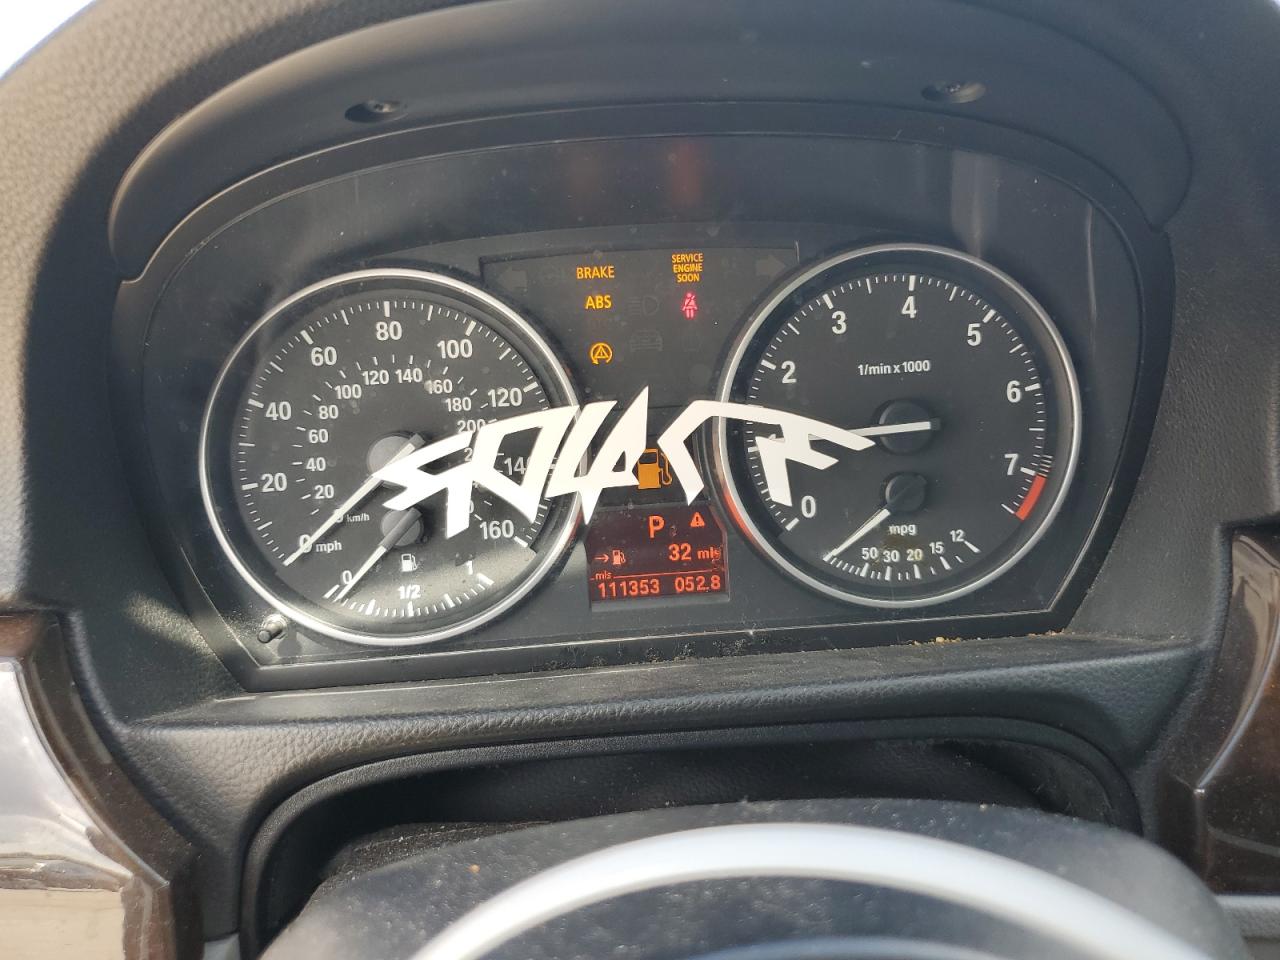 BRAKE
SERVICE
ENGINE
SOON
ABS
0 20 40 60 80 100 120 160
mph
20 40 60 80 100 120 140 160 180
km/h
0 1/2 1
0 2 3 4 5 6 7
1/min x 1000
mpg
50 30 20 15 12
P
32 mls
mls
111353 052.8